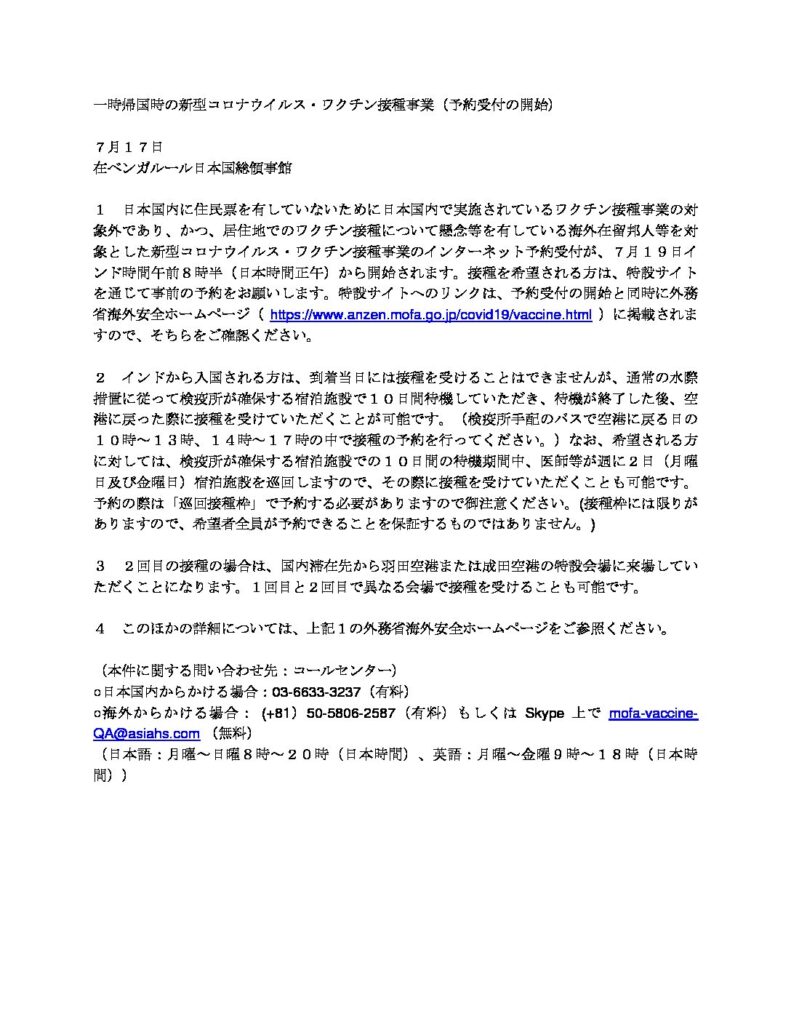 一時帰国時の新型コロナウイルス・ワクチン接種事業（予約受付の開始）
７月１７日
在ベンガルール日本国総領事館
１　日本国内に住民票を有していないために日本国内で実施されているワクチン接種事業の対
象外であり、かつ、居住地でのワクチン接種について懸念等を有している海外在留邦人等を対
象とした新型コロナウイルス・ワクチン接種事業のインターネット予約受付が、７月１９日イ
ンド時間午前８時半（日本時間正午）から開始されます。接種を希望される方は、特設サイト
を通じて事前の予約をお願いします。特設サイトへのリンクは、予約受付の開始と同時に外務
省海外安全ホームページ（ https://www.anzen.mofa.go.jp/covid19/vaccine.html ）に掲載されま
すので、そちらをご確認ください。
２　インドから入国される方は、到着当日には接種を受けることはできませんが、通常の水際
措置に従って検疫所が確保する宿泊施設で１０日間待機していただき、待機が終了した後、空
港に戻った際に接種を受けていただくことが可能です。（検疫所手配のバスで空港に戻る日の
１０時～１３時、１４時～１７時の中で接種の予約を行ってください。）なお、希望される方
に対しては、検疫所が確保する宿泊施設での１０日間の待機期間中、医師等が週に２日（月曜
日及び金曜日）宿泊施設を巡回しますので、その際に接種を受けていただくことも可能です。
予約の際は「巡回接種枠」で予約する必要がありますので御注意ください。(接種枠には限りが
ありますので、希望者全員が予約できることを保証するものではありません。)
３　２回目の接種の場合は、国内滞在先から羽田空港または成田空港の特設会場に来場してい
ただくことになります。１回目と２回目で異なる会場で接種を受けることも可能です。
４　このほかの詳細については、上記１の外務省海外安全ホームページをご参照ください。
（本件に関する問い合わせ先：コールセンター）
○日本国内からかける場合：03-6633-3237（有料）
○海外からかける場合： (+81）50-5806-2587（有料）もしくは Skype 上で mofa-vaccine-
QA@asiahs.com （無料）
（日本語：月曜～日曜８時～２０時（日本時間）、英語：月曜～金曜９時～１８時（日本時
間））